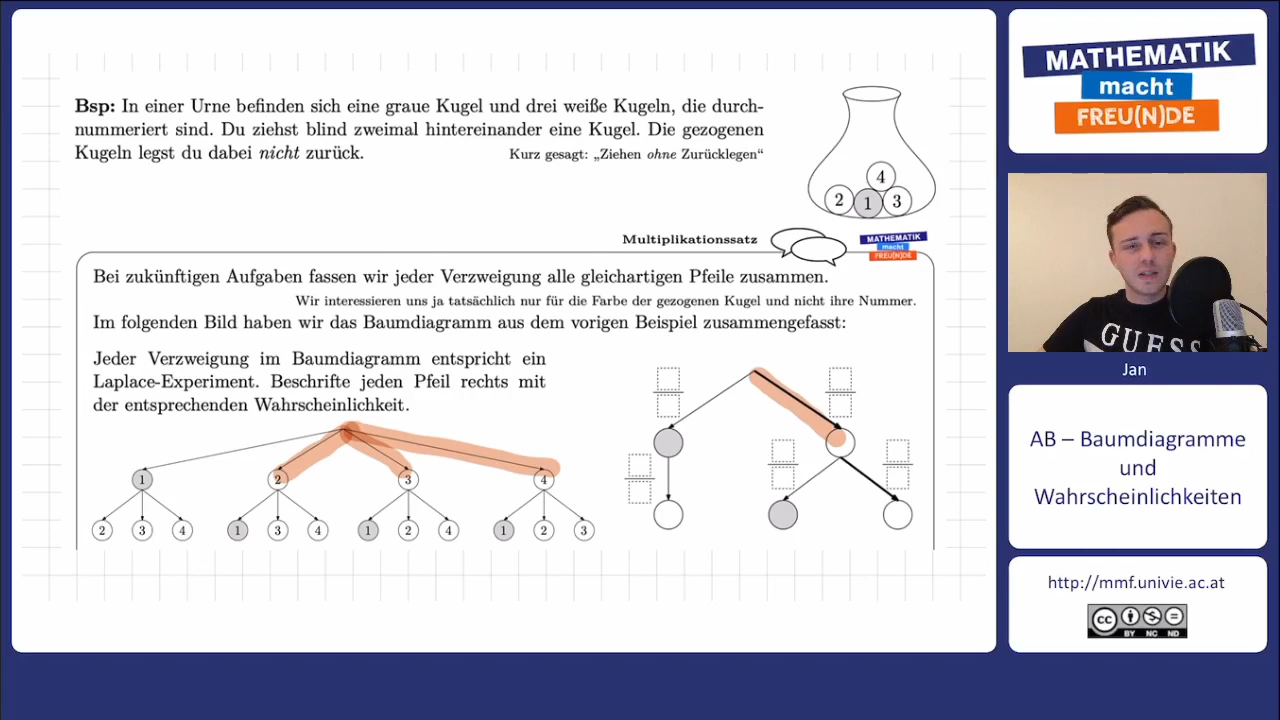 Bsp: In einer Urne befinden sich eine graue Kugel und drei weiße Kugeln, die durch-
nummeriert sind. Du ziehst blind zweimal hintereinander eine Kugel. Die gezogenen
Kugeln legst du dabei nicht zurück.
Kurz gesagt: „Ziehen ohne Zurücklegen“
4
2 1 3
Multiplikationssatz
MATHEMATIK
macht
FREU(N)DE
Bei zukünftigen Aufgaben fassen wir jeder Verzweigung alle gleichartigen Pfeile zusammen.
Wir interessieren uns ja tatsächlich nur für die Farbe der gezogenen Kugel und nicht ihre Nummer.
Im folgenden Bild haben wir das Baumdiagramm aus dem vorigen Beispiel zusammengefasst:
Jeder Verzweigung im Baumdiagramm entspricht ein
Laplace-Experiment. Beschrifte jeden Pfeil rechts mit
der entsprechenden Wahrscheinlichkeit.
1 2 3 4
2 3 4 1 3 4 1 2 4 1 2 3
MATHEMATIK
macht
FREU(N)DE
GUESS
Jan
AB – Baumdiagramme
und
Wahrscheinlichkeiten
http://mmf.univie.ac.at
cc
BY NC ND